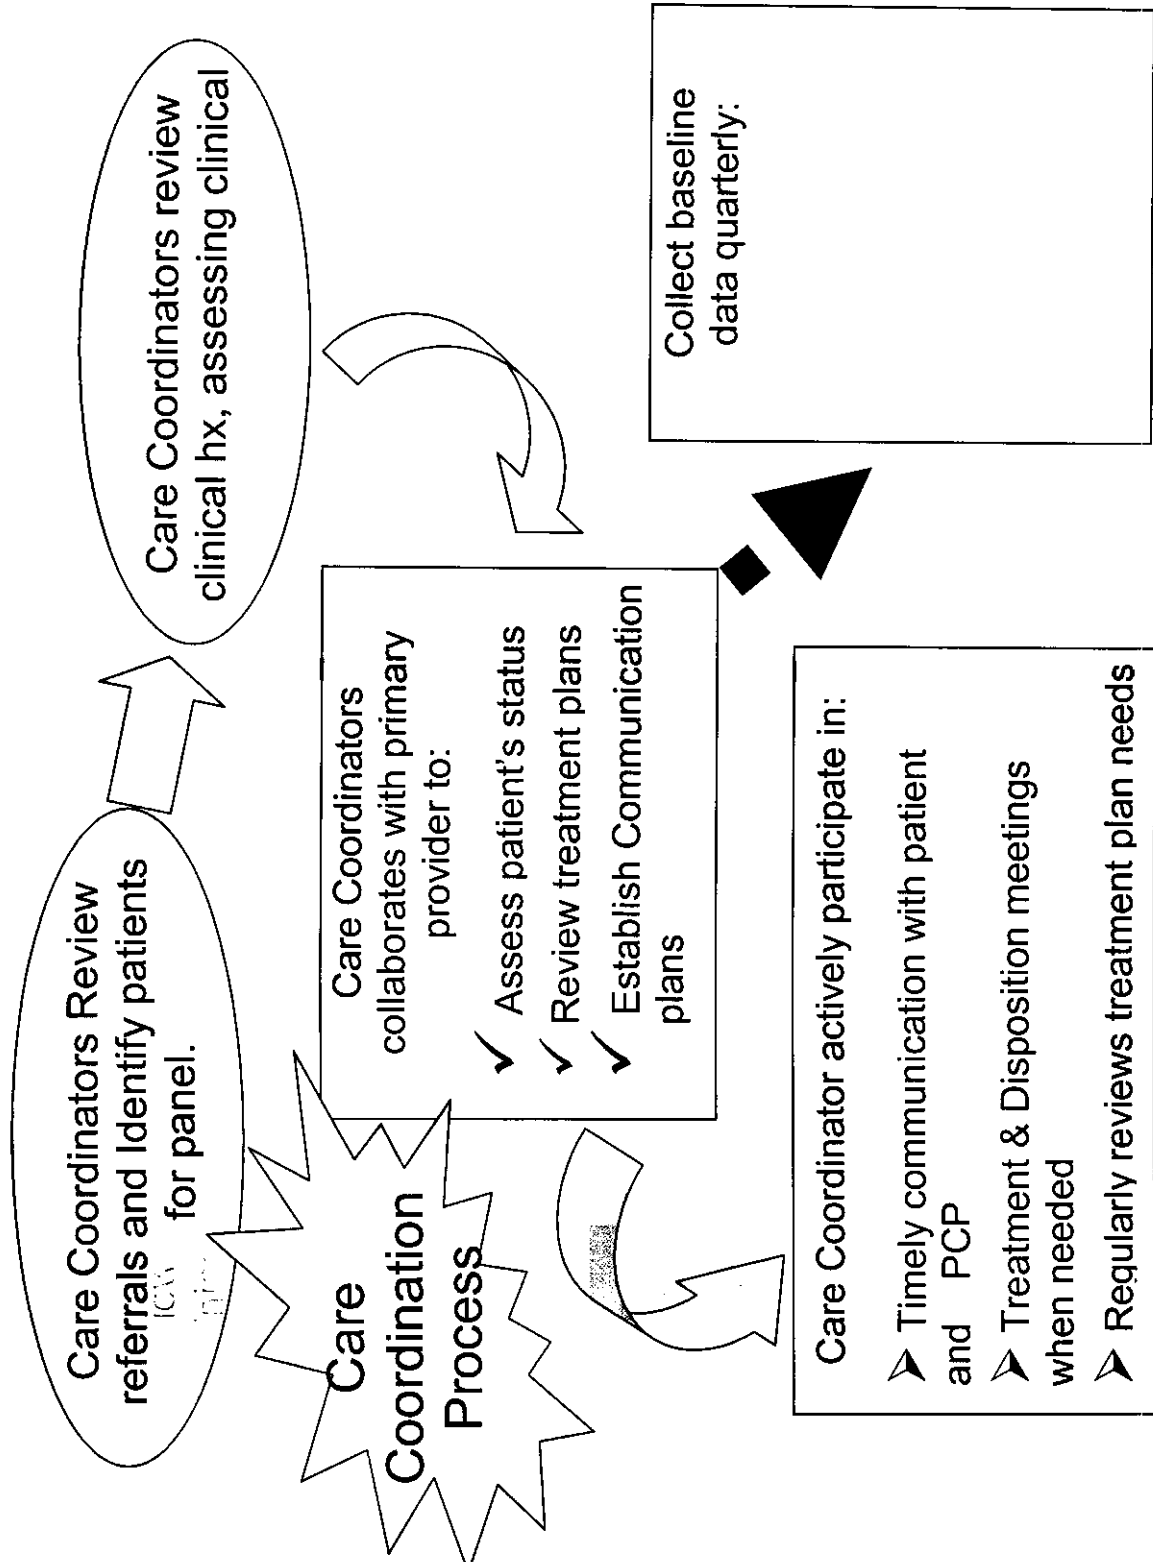 Care Coordinators Review
referrals and Identify patients
for panel.
Care Coordinators review
clinical hx, assessing clinical
Care
Coordination
Process
Care Coordinators
collaborates with primary
provider to:
Assess patient's status
Review treatment plans
Establish Communication
plans
Care Coordinator actively participate in:
Timely communication with patient
and PCP
Treatment & Disposition meetings
when needed
Regularly reviews treatment plan needs
Collect baseline
data quarterly: